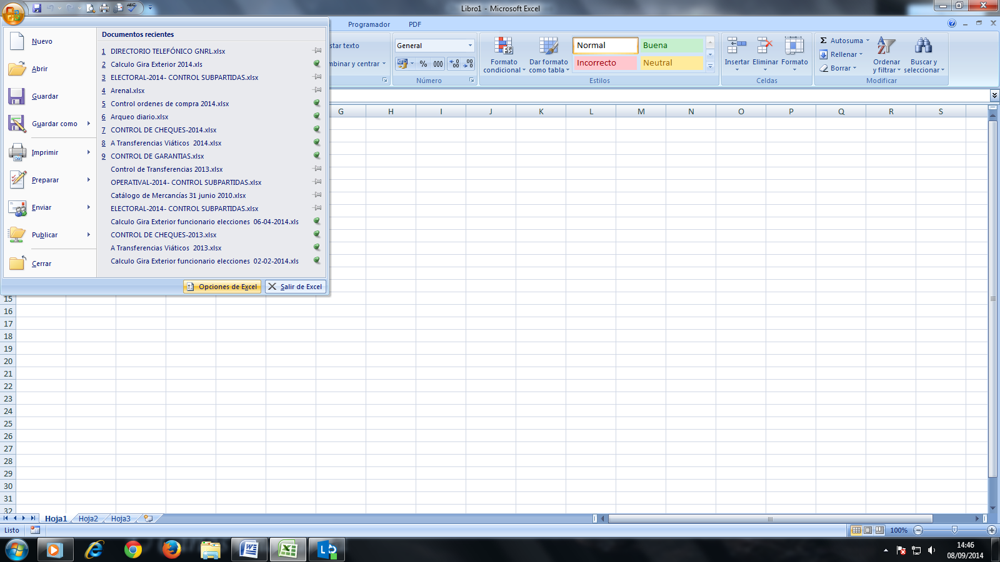 Libro1 - Microsoft Excel
Programador PDF
Documentos recientes
Nuevo
Abrir
Guardar
Guardar como
Imprimir
Preparar
Enviar
Publicar
Cerrar
1 DIRECTORIO TELEFÓNICO GNRL.xlsx
2 Calculo Gira Exterior 2014.xls
3 ELECTORAL-2014- CONTROL SUBPARTIDAS.xlsx
4 Arenal.xlsx
5 Control ordenes de compra 2014.xlsx
6 Arqueo diario.xlsx
7 CONTROL DE CHEQUES-2014.xlsx
8 A Transferencias Viáticos  2014.xlsx
9 CONTROL DE GARANTIAS.xlsx
Control de Transferencias 2013.xlsx
OPERATIVAL-2014- CONTROL SUBPARTIDAS.xlsx
Catálogo de Mercancías 31 junio 2010.xlsx
ELECTORAL-2014- CONTROL SUBPARTIDAS.xlsx
Calculo Gira Exterior funcionario elecciones  06-04-2014.xls
CONTROL DE CHEQUES-2013.xlsx
A Transferencias Viáticos  2013.xlsx
Calculo Gira Exterior funcionario elecciones  02-02-2014.xls
Opciones de Excel Salir de Excel
star texto
mbinar y centrar
General
% 000
Número
Formato condicional
Dar formato como tabla
Normal Buena
Incorrecto Neutral
Estilos
Insertar Eliminar Formato
Celdas
Σ Autosuma
Rellenar
Borrar
Ordenar y filtrar
Buscar y seleccionar
Modificar
G H I J K L M N O P Q R S
15
16
17
18
19
20
21
22
23
24
25
26
27
28
29
30
31
32
Hoja1 Hoja2 Hoja3
Listo
100%
14:46
08/09/2014